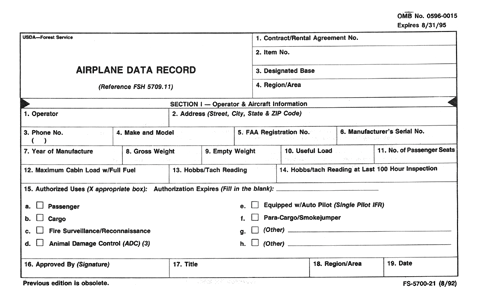 OMB No. 0596-0015
Expires 8/31/95
USDA—Forest Service
1. Contract/Rental Agreement No.
2. Item No.
AIRPLANE DATA RECORD
3. Designated Base
(Reference FSH 5709.11)
4. Region/Area
SECTION I — Operator & Aircraft Information
1. Operator
2. Address (Street, City, State & ZIP Code)
3. Phone No.
( )
4. Make and Model
5. FAA Registration No.
6. Manufacturer's Serial No.
7. Year of Manufacture
8. Gross Weight
9. Empty Weight
10. Useful Load
11. No. of Passenger Seats
12. Maximum Cabin Load w/Full Fuel
13. Hobbs/Tach Reading
14. Hobbs/tach Reading at Last 100 Hour Inspection
15. Authorized Uses (X appropriate box): Authorization Expires (Fill in the blank):
a. Passenger
e. Equipped w/Auto Pilot (Single Pilot IFR)
b. Cargo
f. Para-Cargo/Smokejumper
c. Fire Surveillance/Reconnaissance
g. (Other)
d. Animal Damage Control (ADC) (3)
h. (Other)
16. Approved By (Signature)
17. Title
18. Region/Area
19. Date
Previous edition is obsolete.
FS-5700-21 (8/92)